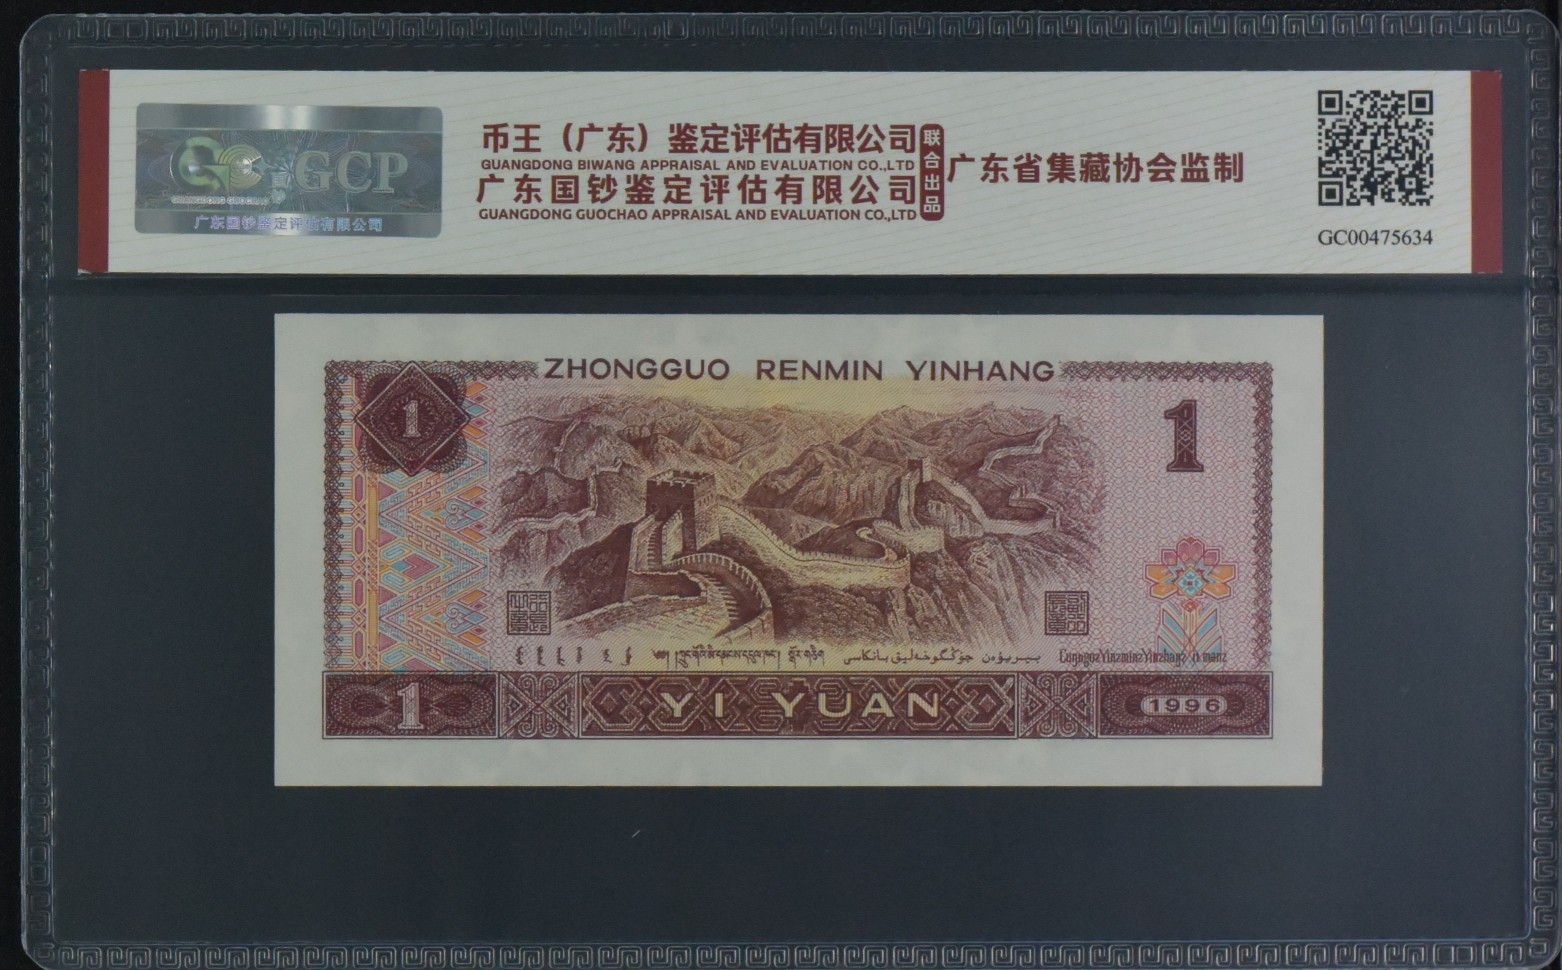 GCP
广东国钞鉴定评估有限公司
币王（广东）鉴定评估有限公司
GUANGDONG BIWANG APPRAISAL AND EVALUATION CO.,LTD
广东国钞鉴定评估有限公司
GUANGDONG GUOCHAO APPRAISAL AND EVALUATION CO.,LTD
联合出品
广东省集藏协会监制
GC00475634
ZHONGGUO RENMIN YINHANG
1
1
1
YI YUAN
1996